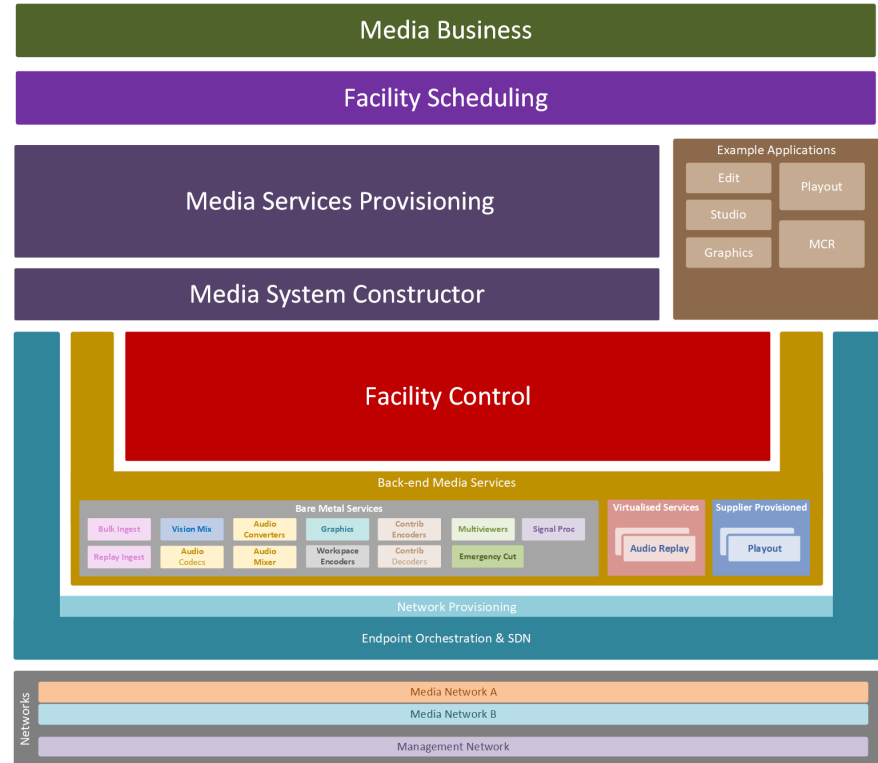 Media Business
Facility Scheduling
Media Services Provisioning
Media System Constructor
Example Applications
Edit
Studio
Graphics
Playout
MCR
Facility Control
Back-end Media Services
Bare Metal Services
Bulk Ingest
Vision Mix
Audio
Converters
Graphics
Contrib
Encoders
Multiviewers
Signal Proc
Replay Ingest
Audio
Codecs
Audio
Mixer
Workspace
Encoders
Contrib
Decoders
Emergency Cut
Virtualised Services
Audio Replay
Supplier Provisioned
Playout
Network Provisioning
Endpoint Orchestration & SDN
Networks
Media Network A
Media Network B
Management Network